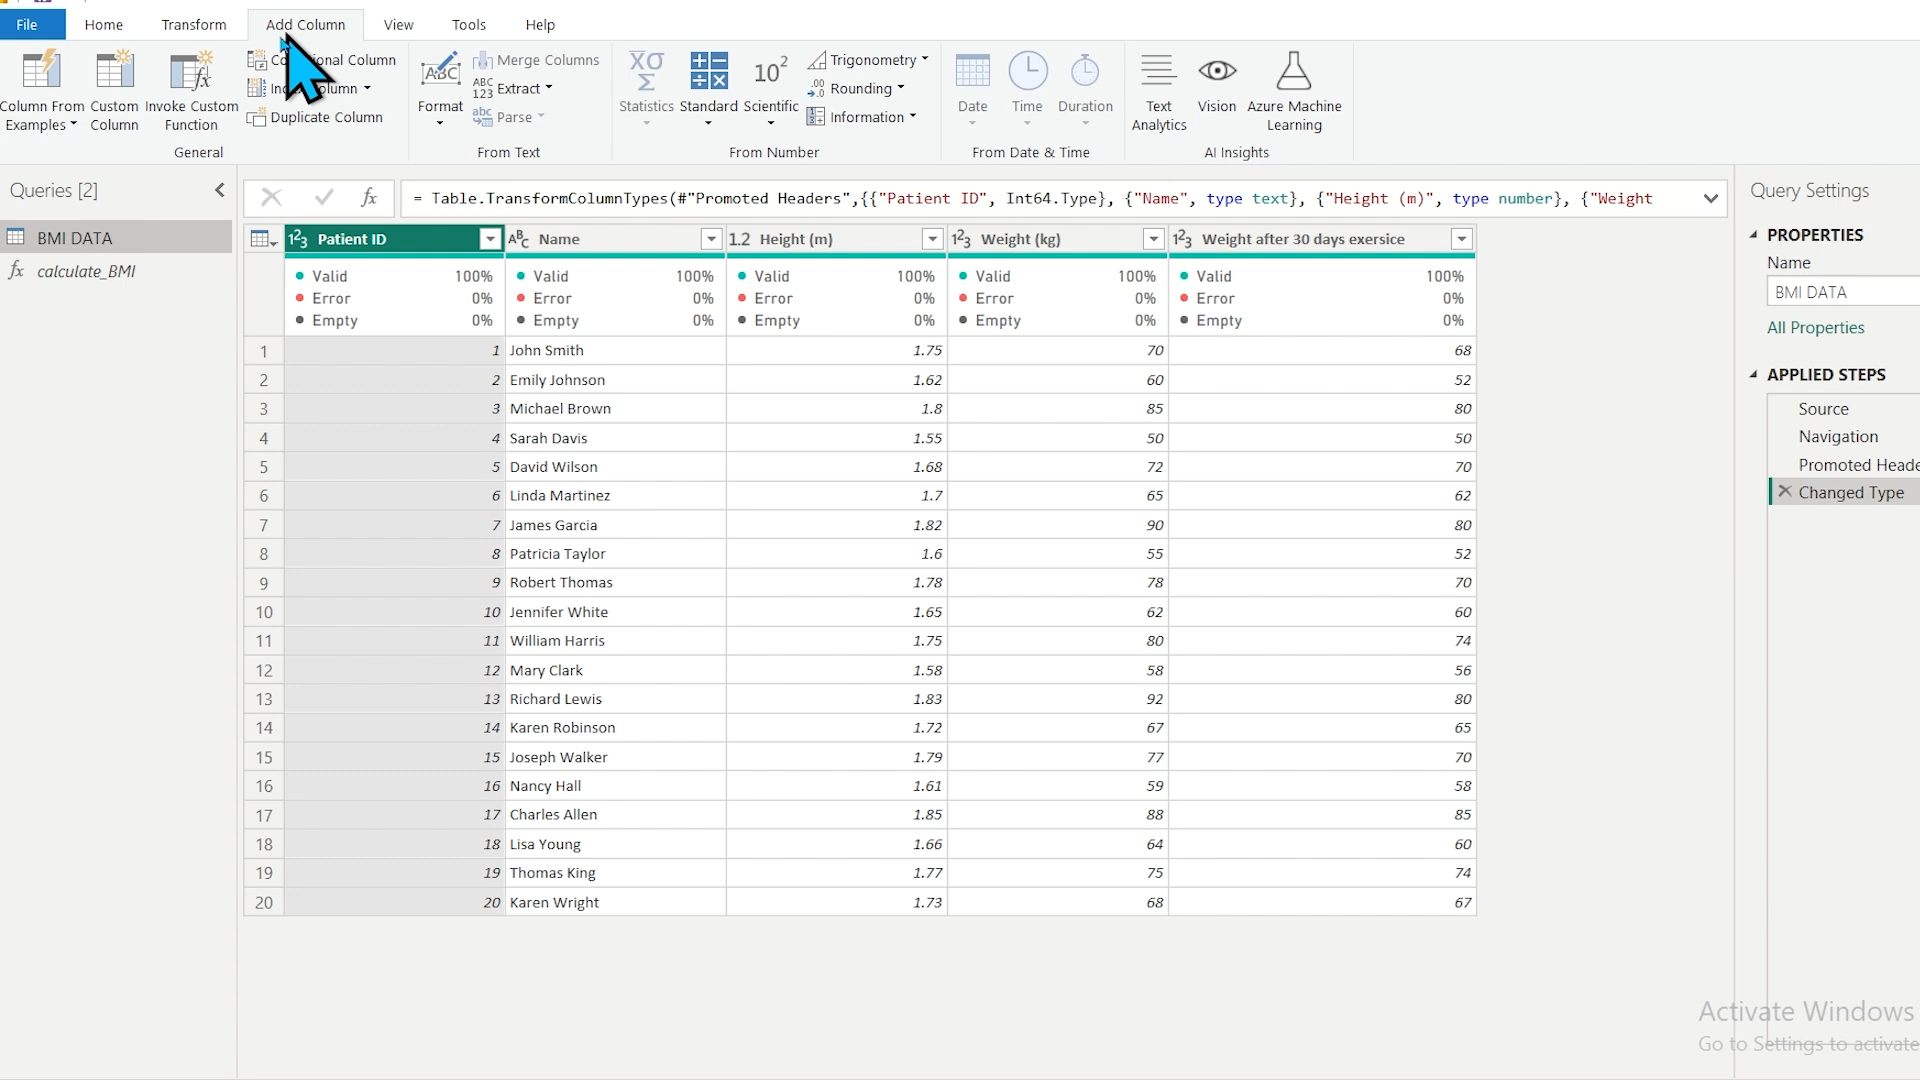 File Home Transform Add Column View Tools Help
Column From Examples Custom Column Invoke Custom Function
Column
Column
Duplicate Column
General
Format Merge Columns
Extract
Parse
From Text
Statistics Standard Scientific Trigonometry
Rounding
Information
From Number
Date Time Duration
From Date & Time
Text Analytics Vision Azure Machine Learning
AI Insights
Queries [2]
BMI DATA
fx calculate_BMI
fx = Table.TransformColumnTypes(#"Promoted Headers",{{"Patient ID", Int64.Type}, {"Name", type text}, {"Height (m)", type number}, {"Weight
Patient ID Name 1.2 Height (m) Weight (kg) Weight after 30 days exersice
Valid 100% Valid 100% Valid 100% Valid 100% Valid 100%
Error 0% Error 0% Error 0% Error 0% Error 0%
Empty 0% Empty 0% Empty 0% Empty 0% Empty 0%
1 1 John Smith 1.75 70 68
2 2 Emily Johnson 1.62 60 52
3 3 Michael Brown 1.8 85 80
4 4 Sarah Davis 1.55 50 50
5 5 David Wilson 1.68 72 70
6 6 Linda Martinez 1.7 65 62
7 7 James Garcia 1.82 90 80
8 8 Patricia Taylor 1.6 55 52
9 9 Robert Thomas 1.78 78 70
10 10 Jennifer White 1.65 62 60
11 11 William Harris 1.75 80 74
12 12 Mary Clark 1.58 58 56
13 13 Richard Lewis 1.83 92 80
14 14 Karen Robinson 1.72 67 65
15 15 Joseph Walker 1.79 77 70
16 16 Nancy Hall 1.61 59 58
17 17 Charles Allen 1.85 88 85
18 18 Lisa Young 1.66 64 60
19 19 Thomas King 1.77 75 74
20 20 Karen Wright 1.73 68 67
Query Settings
PROPERTIES
Name
BMI DATA
All Properties
APPLIED STEPS
Source
Navigation
Promoted Heade
Changed Type
Activate Windows
Go to Settings to activate